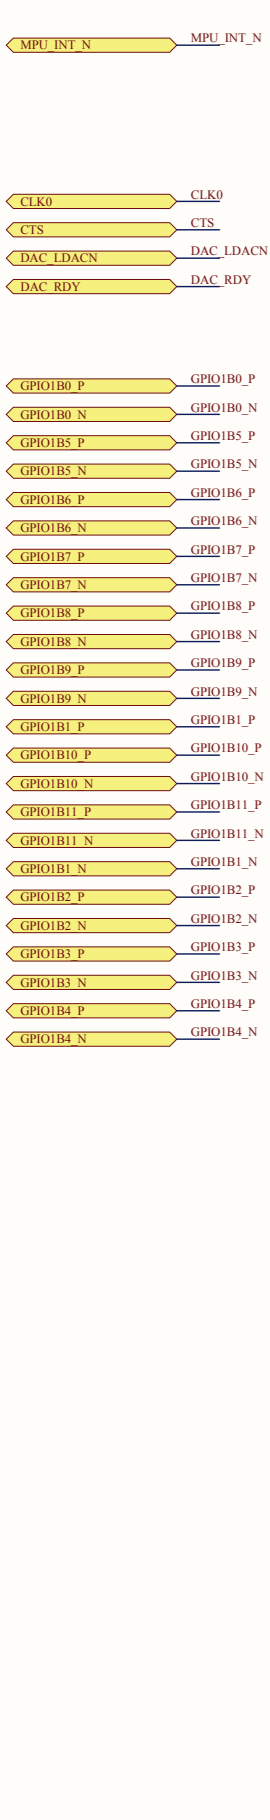 MPU_INT_N MPU_INT_N
CLK0 CLK0
CTS CTS
DAC_LDACN DAC_LDACN
DAC_RDY DAC_RDY
GPIO1B0_P GPIO1B0_P
GPIO1B0_N GPIO1B0_N
GPIO1B5_P GPIO1B5_P
GPIO1B5_N GPIO1B5_N
GPIO1B6_P GPIO1B6_P
GPIO1B6_N GPIO1B6_N
GPIO1B7_P GPIO1B7_P
GPIO1B7_N GPIO1B7_N
GPIO1B8_P GPIO1B8_P
GPIO1B8_N GPIO1B8_N
GPIO1B9_P GPIO1B9_P
GPIO1B9_N GPIO1B9_N
GPIO1B1_P GPIO1B1_P
GPIO1B10_P GPIO1B10_P
GPIO1B10_N GPIO1B10_N
GPIO1B11_P GPIO1B11_P
GPIO1B11_N GPIO1B11_N
GPIO1B1_N GPIO1B1_N
GPIO1B2_P GPIO1B2_P
GPIO1B2_N GPIO1B2_N
GPIO1B3_P GPIO1B3_P
GPIO1B3_N GPIO1B3_N
GPIO1B4_P GPIO1B4_P
GPIO1B4_N GPIO1B4_N